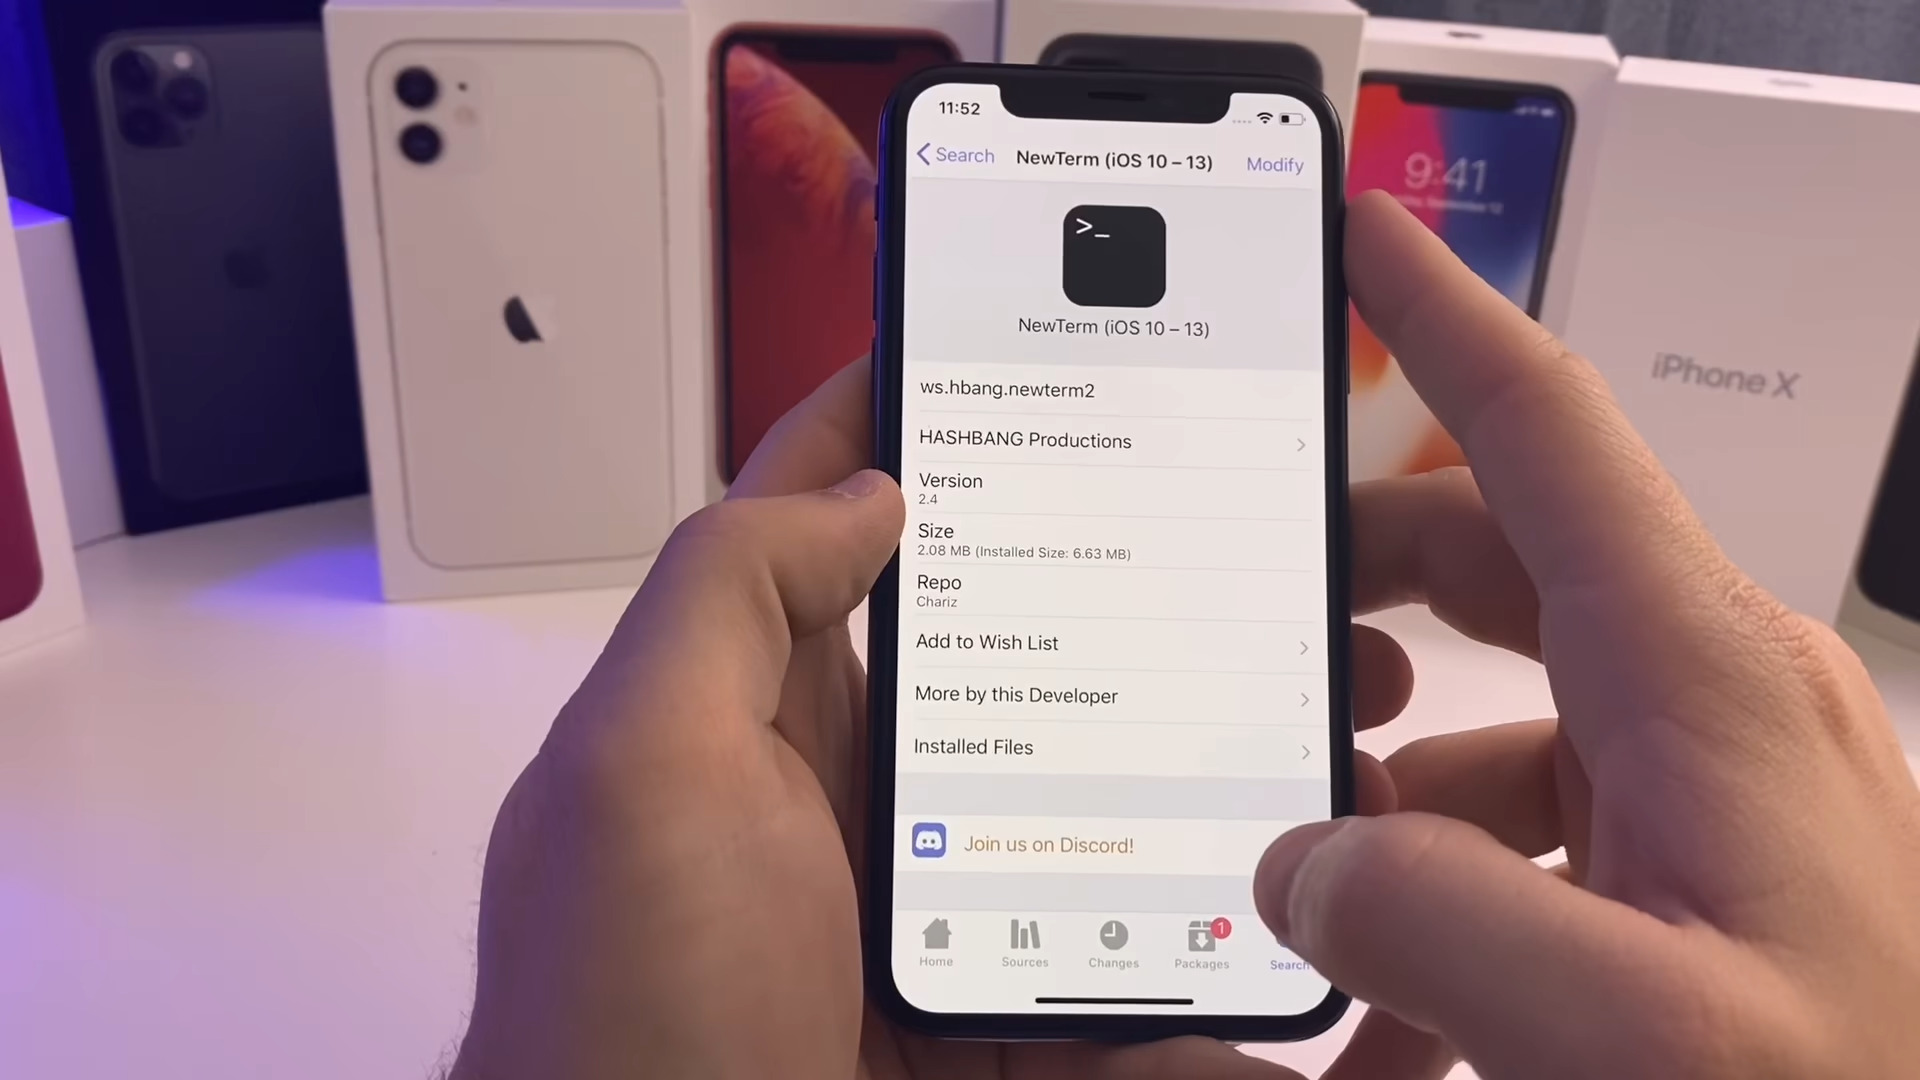 11:52
Search
NewTerm (iOS 10 – 13)
Modify
>_
NewTerm (iOS 10 – 13)
ws.hbang.newterm2
HASHBANG Productions
Version
2.4
Size
2.08 MB (Installed Size: 6.63 MB)
Repo
Chariz
Add to Wish List
More by this Developer
Installed Files
Join us on Discord!
Home
Sources
Changes
Packages
1
Search
9:41
iPhone X